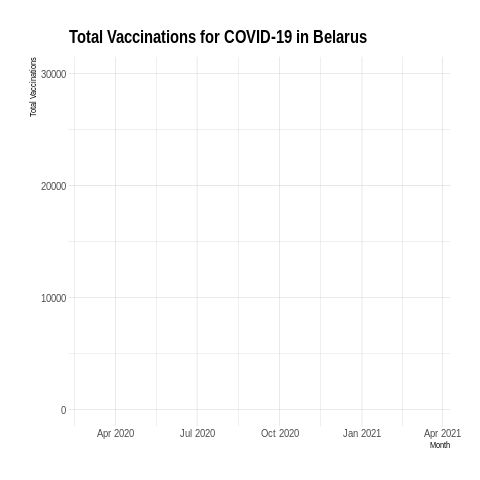 Total Vaccinations for COVID-19 in Belarus
Total Vaccinations
30000
20000
10000
0
Apr 2020 Jul 2020 Oct 2020 Jan 2021 Apr 2021
Month